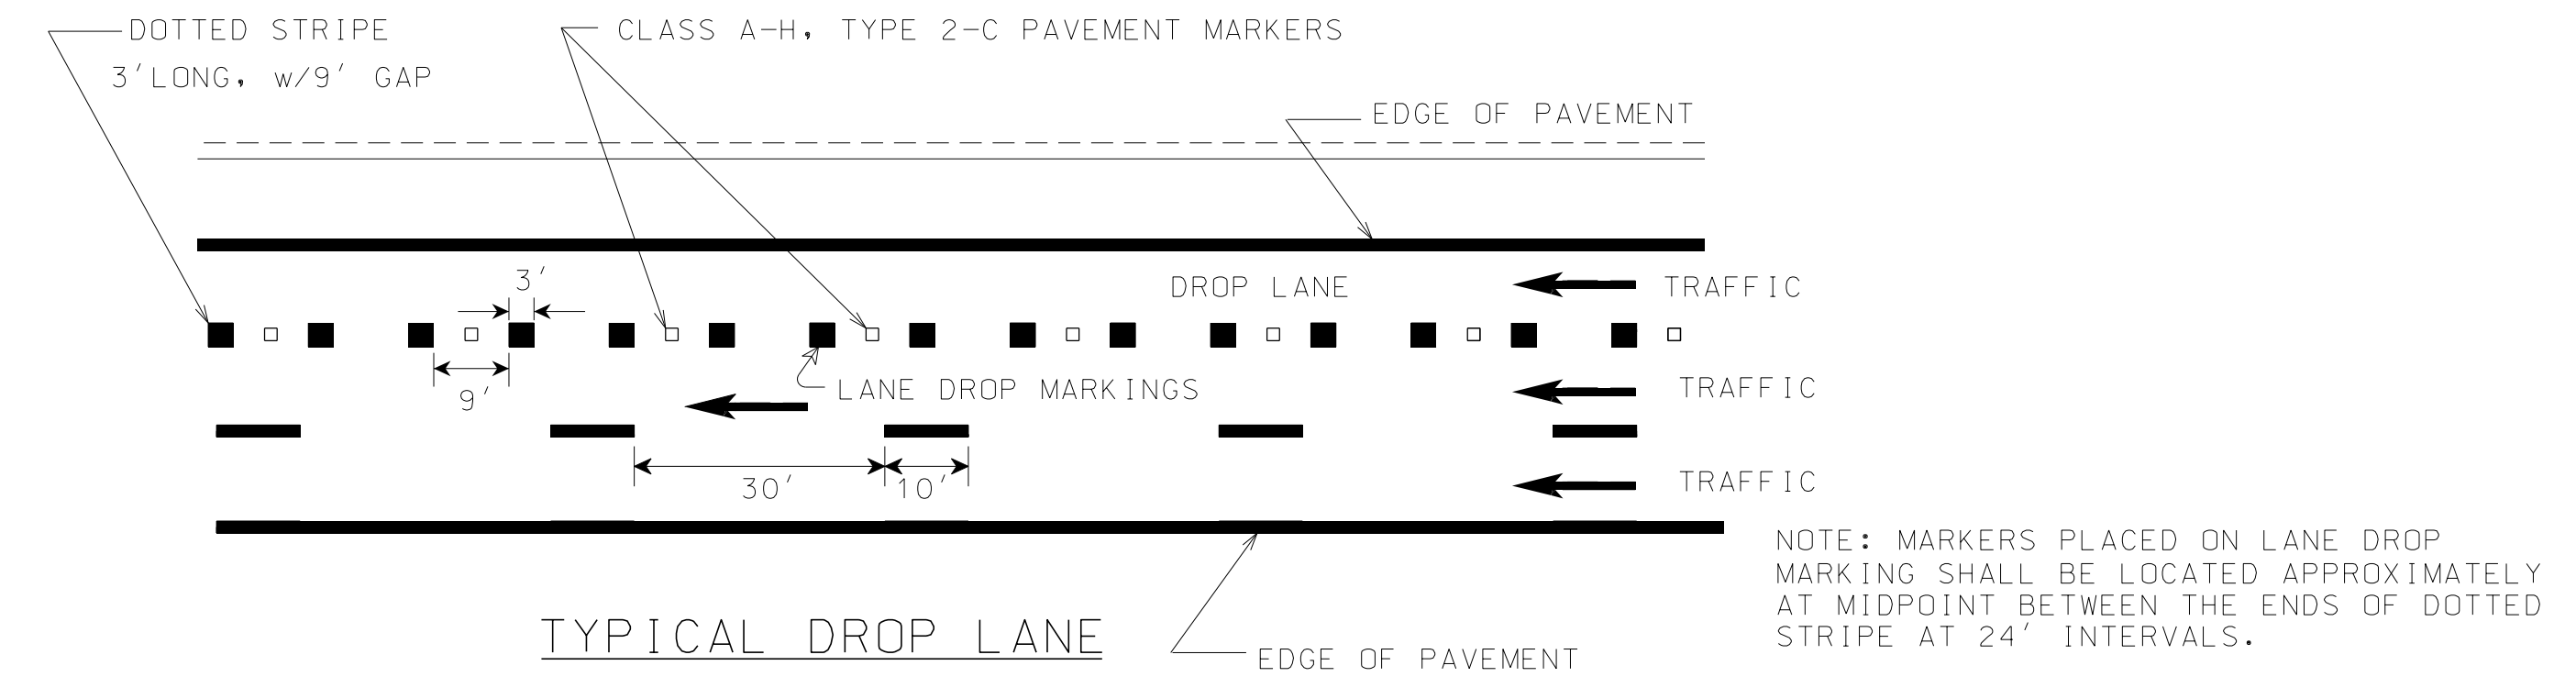 DOTTED STRIPE
3'LONG, w/9' GAP
CLASS A-H, TYPE 2-C PAVEMENT MARKERS
EDGE OF PAVEMENT
3'
DROP LANE
TRAFFIC
9'
LANE DROP MARKINGS
TRAFFIC
30'
10'
TRAFFIC
NOTE: MARKERS PLACED ON LANE DROP
MARKING SHALL BE LOCATED APPROXIMATELY
AT MIDPOINT BETWEEN THE ENDS OF DOTTED
STRIPE AT 24' INTERVALS.
TYPICAL DROP LANE
EDGE OF PAVEMENT